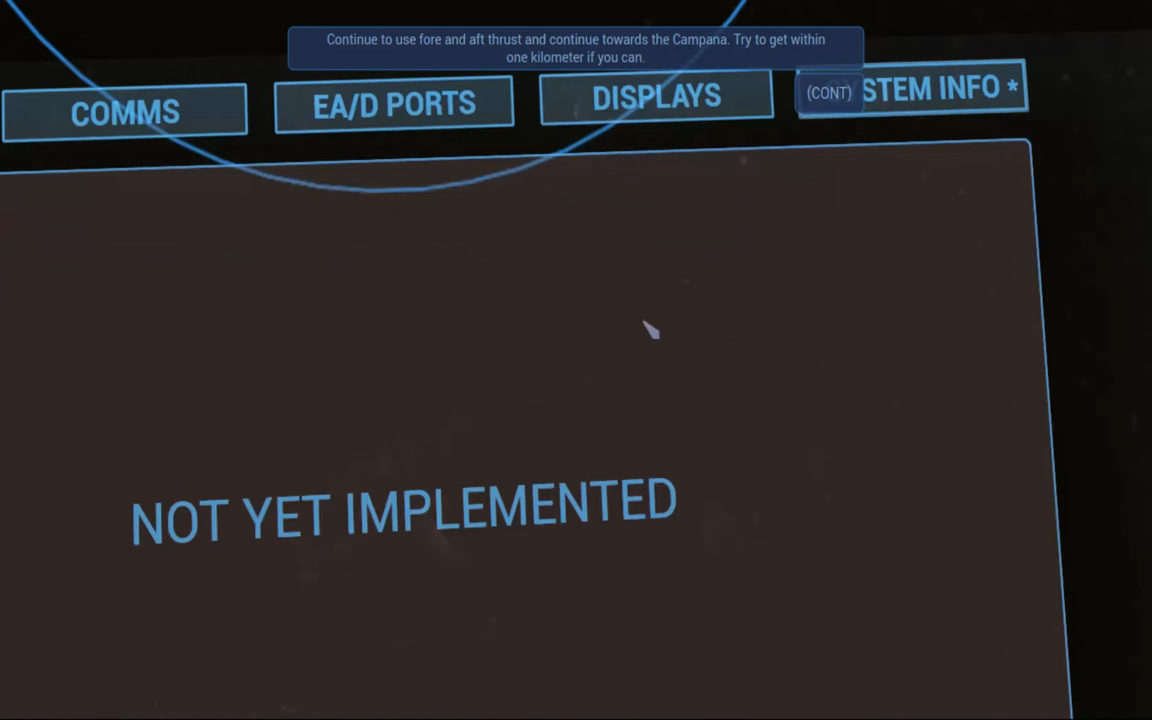 Continue to use fore and aft thrust and continue towards the Campana. Try to get within
one kilometer if you can.
COMMS
EA/D PORTS
DISPLAYS
(CONT)
INFO *
NOT YET IMPLEMENTED